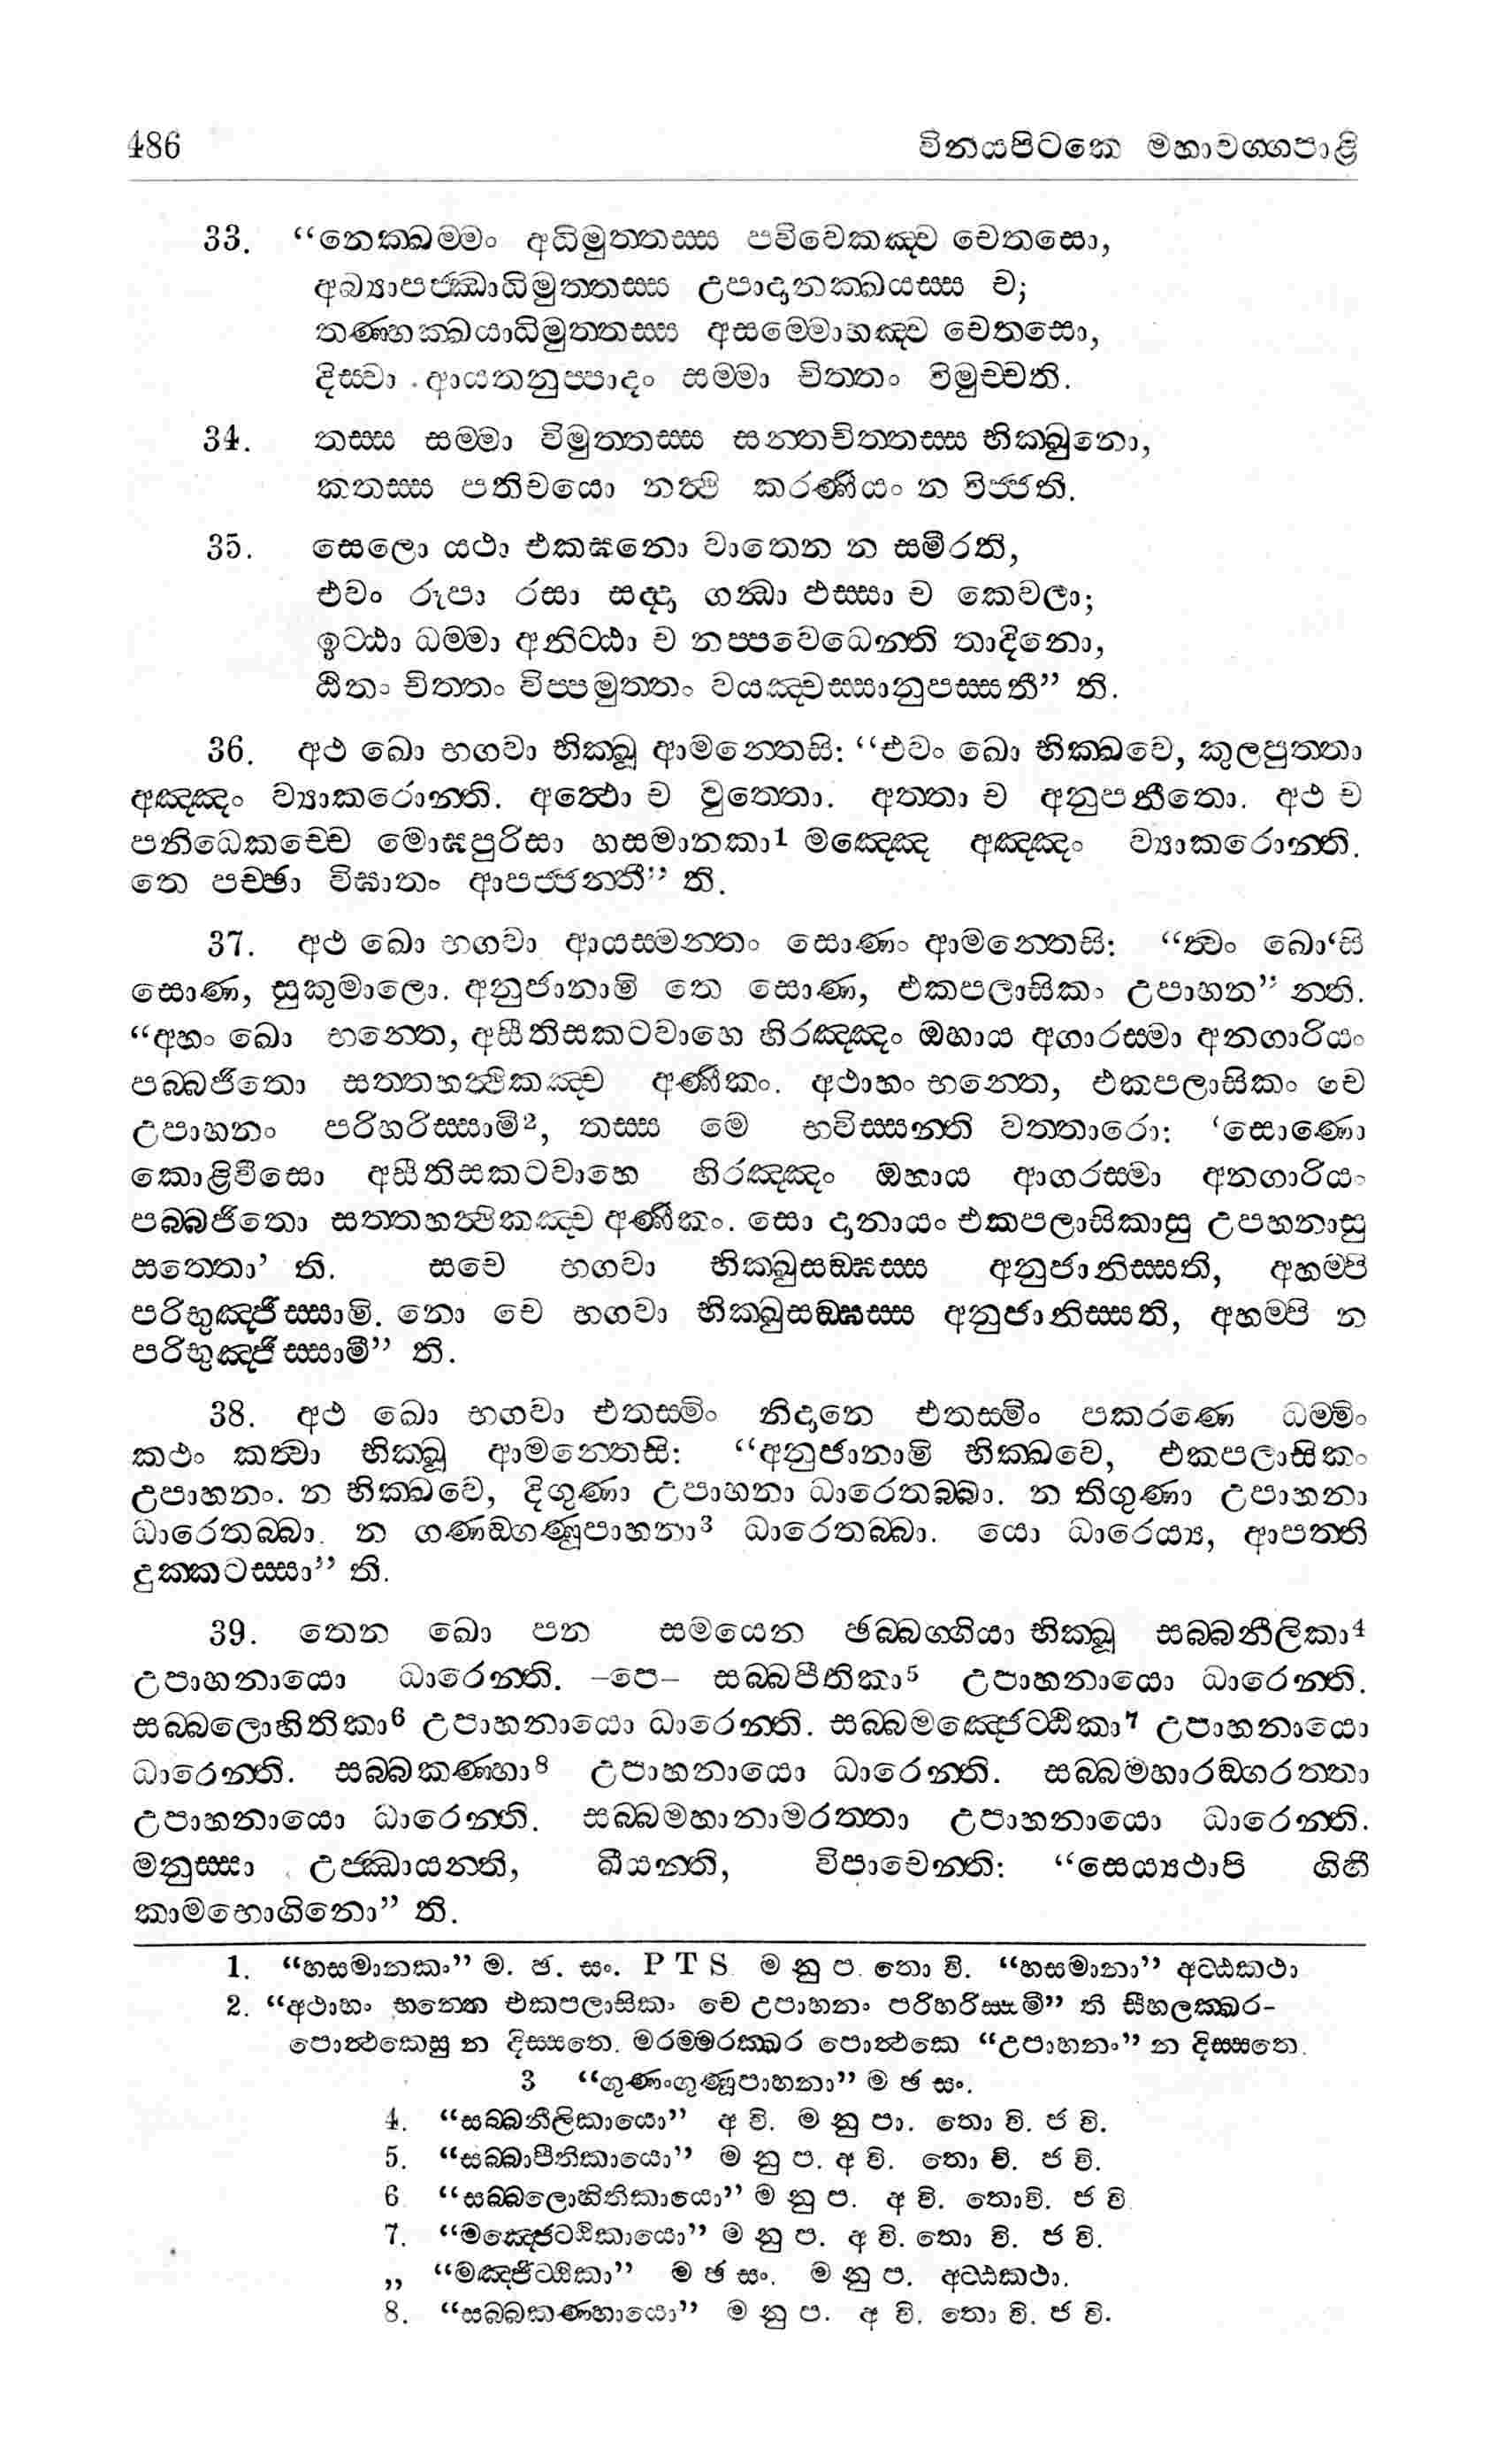 486 විනයපිටකෙ මහාවග්ගපාළි
33. “නෙක්ඛම්මං අධිමුත්තස්ස පවිවෙකඤ්ච චෙතසො,
අබ්‍යාපජ්ඣාධිමුත්තස්ස උපාදානක්ඛයස්ස ච;
තණ්හක්ඛයාධිමුත්තස්ස අසම්මොහඤ්ච චෙතසො,
දිස්වා ආයතනුප්පාදං සම්මා චිත්තං විමුච්චති.
34. තස්ස සම්මා විමුත්තස්ස සන්තචිත්තස්ස භික්ඛුනො,
කතස්ස පතිචයො නත්ථි කරණීයං න විජ්ජති.
35. සෙලො යථා එකඝනො වාතෙන න සමීරති,
එවං රූපා රසා සද්දා ගන්ධා ඵස්සා ච කෙවලා;
ඉට්ඨා ධම්මා අනිට්ඨා ච නප්පවෙධෙන්ති තාදිනො,
ඨිතං චිත්තං විප්පමුත්තං වයඤ්චස්සානුපස්සතී” ති.
36. අථ ඛො භගවා භික්ඛූ ආමන්තෙසි: “එවං ඛො භික්ඛවෙ, කුලපුත්තා
අඤ්ඤං ව්‍යාකරොන්ති. අත්ථො ච වුත්තො. අත්තා ච අනුපනීතො. අථ ච
පනිධෙකච්චෙ මොඝපුරිසා හසමානකා1 මඤ්ඤෙ අඤ්ඤං ව්‍යාකරොන්ති.
තෙ පච්ඡා විඝාතං ආපජ්ජන්තී” ති.
37. අථ ඛො භගවා ආයස්මන්තං සොණං ආමන්තෙසි: “ත්වං ඛො‘සි
සොණ, සුකුමාලො. අනුජානාමි තෙ සොණ, එකපලාසිකං උපාහන” න්ති.
“අහං ඛො භන්තෙ, අසීතිසකටවාහෙ හිරඤ්ඤං ඔහාය අගාරස්මා අනගාරියං
පබ්බජිතො සත්තහත්ථිකඤ්ච අණීකං. අථාහං භන්තෙ, එකපලාසිකං චෙ
උපාහනං පරිහරිස්සාමි2, තස්ස මෙ භවිස්සන්ති වත්තාරො: ‘සොණො
කොළිවීසො අසීතිසකටවාහෙ හිරඤ්ඤං ඔහාය ආගරස්මා අනගාරියං
පබ්බජිතො සත්තහත්ථිකඤ්ච අණීකං. සො දානායං එකපලාසිකාසු උපහනාසු
සත්තො’ ති. සචෙ භගවා භික්ඛුසඞ්ඝස්ස අනුජානිස්සති, අහම්පි
පරිභුඤ්ජිස්සාමි. නො චෙ භගවා භික්ඛුසඞ්ඝස්ස අනුජානිස්සති, අහම්පි න
පරිභුඤ්ජිස්සාමී” ති.
38. අථ ඛො භගවා එතස්මිං නිදානෙ එතස්මිං පකරණෙ ධම්මිං
කථං කත්වා භික්ඛූ ආමන්තෙසි: “අනුජානාමි භික්ඛවෙ, එකපලාසිකං
උපාහනං. න භික්ඛවෙ, දිගුණා උපාහනා ධාරෙතබ්බා. න තිගුණා උපාහනා
ධාරෙතබ්බා. න ගණඞ්ගණූපාහනා3 ධාරෙතබ්බා. යො ධාරෙය්‍ය, ආපත්ති
දුක්කටස්සා” ති.
39. තෙන ඛො පන සමයෙන ඡබ්බග්ගියා භික්ඛූ සබ්බනීලිකා4
උපාහනායො ධාරෙන්ති. –පෙ– සබ්බපීතිකා5 උපාහනායො ධාරෙන්ති.
සබ්බලොහිතිකා6 උපාහනායො ධාරෙන්ති. සබ්බමඤ්ජෙට්ඨිකා7 උපාහනායො
ධාරෙන්ති. සබ්බකණ්හා8 උපාහනායො ධාරෙන්ති. සබ්බමහාරඞ්ගරත්තා
උපාහනායො ධාරෙන්ති. සබ්බමහානාමරත්තා උපාහනායො ධාරෙන්ති.
මනුස්සා උජ්ඣායන්ති, ඛීයන්ති, විපාචෙන්ති: “සෙය්‍යථාපි ගිහී
කාමභොගිනො” ති.
1. “හසමානකං” ම. ඡ. සං. P T S ම නු ප. තො වි. “හසමානා” අට්ඨකථා
2. “අථාහං භන්තෙ එකපලාසිකං චෙ උපාහනං පරිහරිස්සමි” ති සීහලක්ඛර-
පොත්ථකෙසු න දිස්සතෙ. මරම්මරක්ඛර පොත්ථකෙ “උපාහනං” න දිස්සතෙ.
3 “ගුණංගුණූපාහනා” ම ඡ සං.
4. “සබ්බනීලිකායො” අ වි. ම නු පා. තො වි. ජ වි.
5. “සබ්බාපීතිකායො” ම නු ප. අ වි. තො වි. ජ වි.
6 “සබ්බලොහිතිකායො” ම නු ප. අ වි. තොවි. ජ වි
7. “මඤ්ජෙට්ඨිකායො” ම නු ප. අ වි. තො වි. ජ වි.
,, “මඤ්ජිට්ඨිකා” ම ඡ සං. ම නු ප. අට්ඨකථා.
8. “සබ්බකණ්හායො” ම නු ප. අ වි. තො වි. ජ වි.